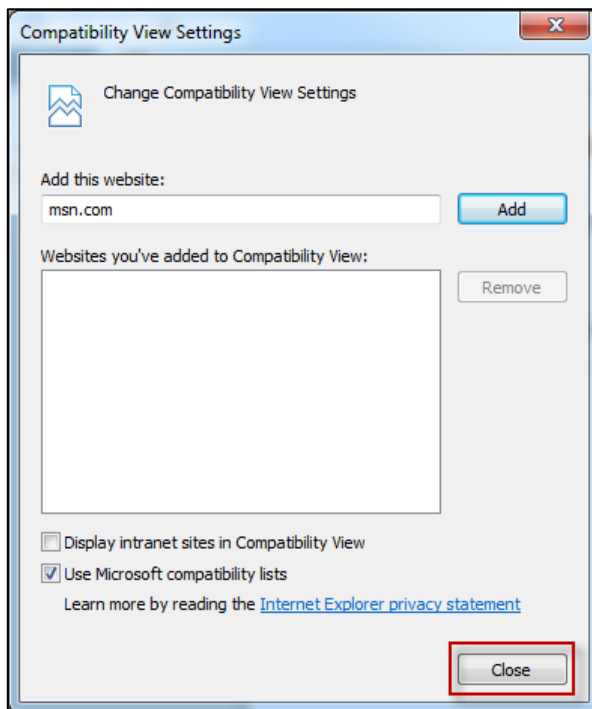 Compatibility View Settings
Change Compatibility View Settings
Add this website:
msn.com
Add
Websites you've added to Compatibility View:
Remove
Display intranet sites in Compatibility View
Use Microsoft compatibility lists
Learn more by reading the Internet Explorer privacy statement
Close